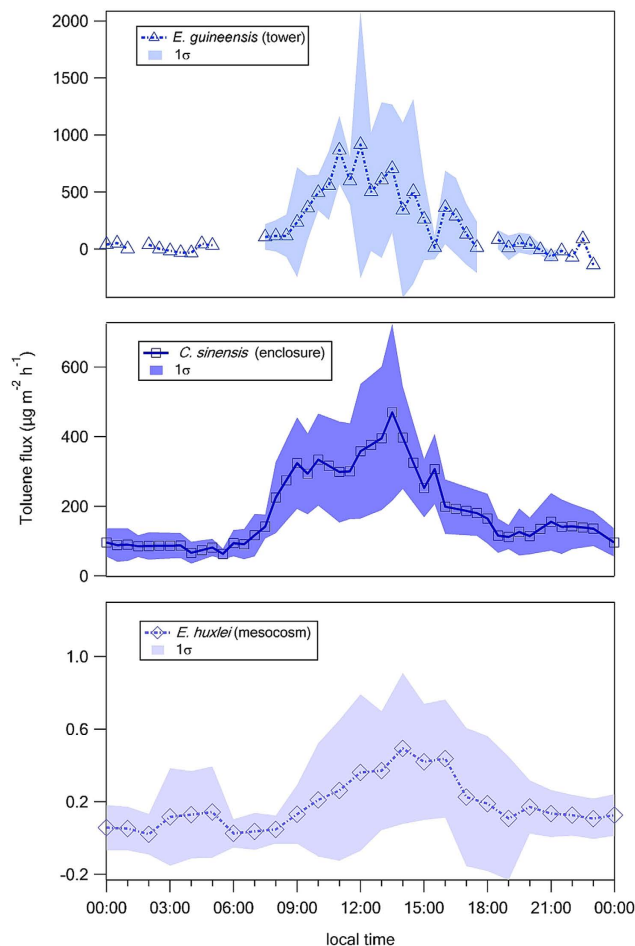 2000
1000
500
0
E. guineensis (tower)
1σ
600
400
200
0
C. sinensis (enclosure)
1σ
Toluene flux (µg m⁻² h⁻¹)
1.0
0.6
0.2
-0.2
E. huxlei (mesocosm)
1σ
00:00 03:00 06:00 09:00 12:00 15:00 18:00 21:00 00:00
local time